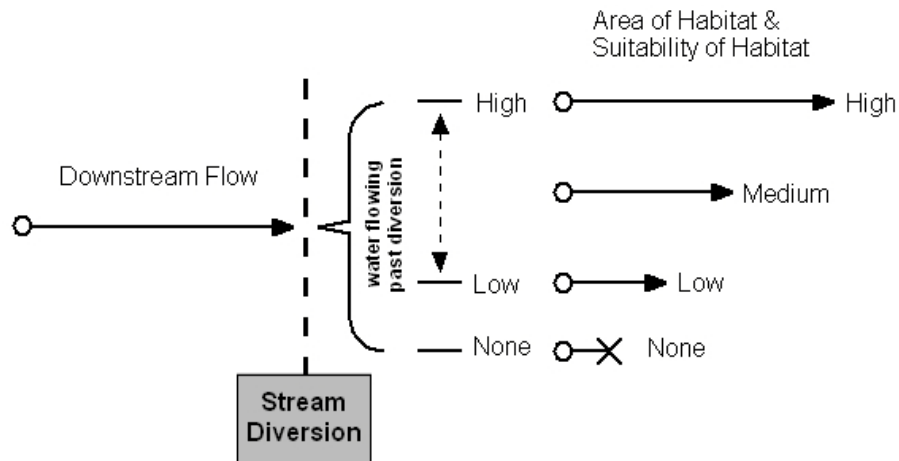 Area of Habitat &
Suitability of Habitat
High
High
Downstream Flow
Medium
water flowing
past diversion
Low
Low
None
None
Stream
Diversion